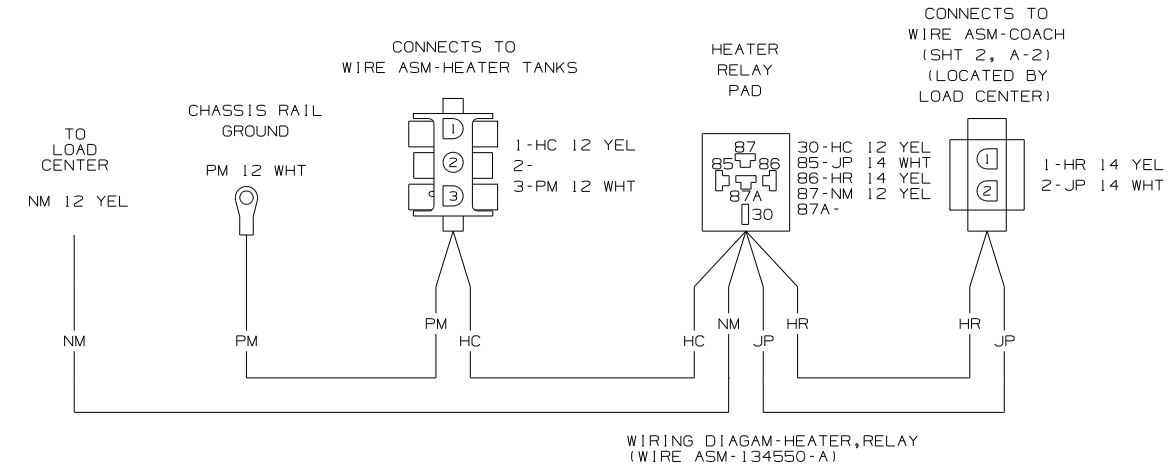 TO
LOAD
CENTER
NM 12 YEL
CHASSIS RAIL
GROUND
PM 12 WHT
CONNECTS TO
WIRE ASM-HEATER TANKS
1
2
3
1-HC 12 YEL
2-
3-PM 12 WHT
HEATER
RELAY
PAD
87
85
86
87A
30
30-HC 12 YEL
85-JP 14 WHT
86-HR 14 YEL
87-NM 12 YEL
87A-
CONNECTS TO
WIRE ASM-COACH
(SHT 2, A-2)
(LOCATED BY
LOAD CENTER)
1
2
1-HR 14 YEL
2-JP 14 WHT
NM
PM
PM
HC
HC
NM
JP
HR
HR
JP
WIRING DIAGAM-HEATER,RELAY
(WIRE ASM-134550-A)